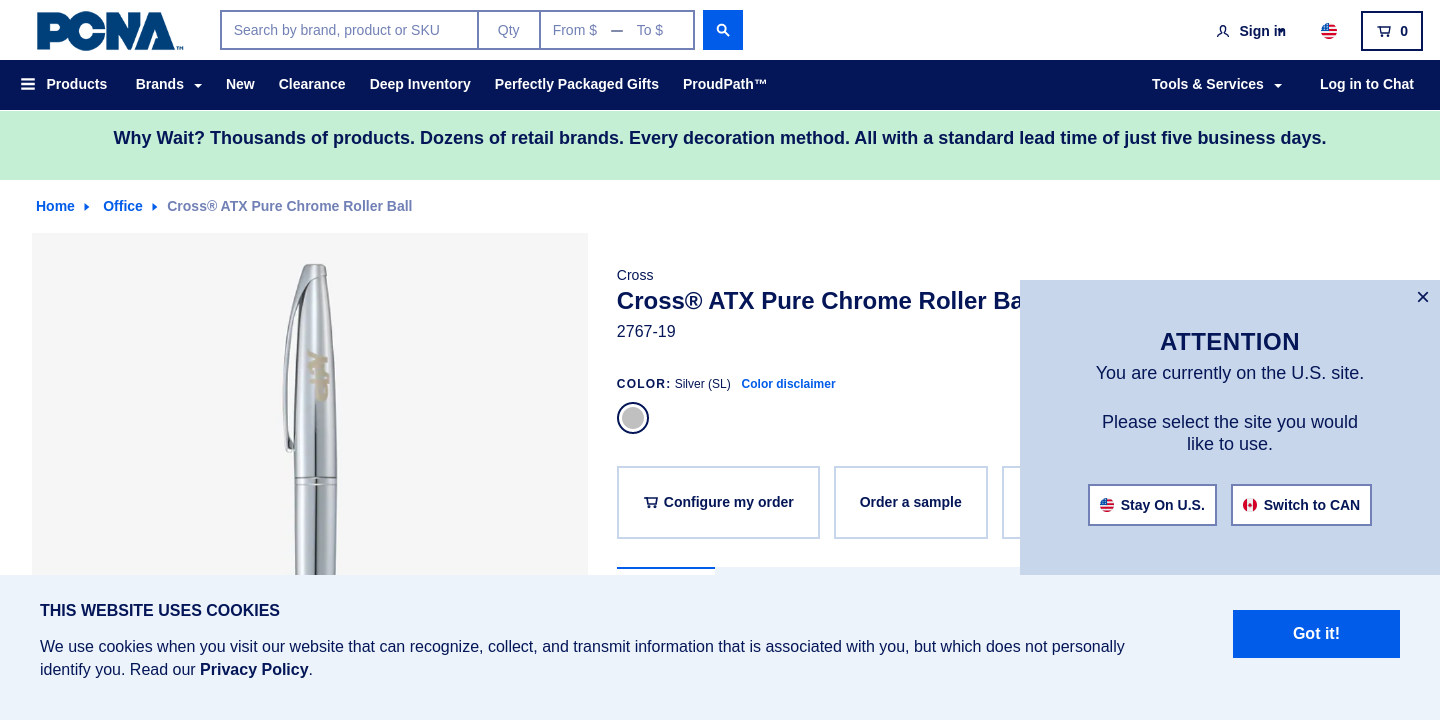 PCNA™
Search by brand, product or SKU
Qty
From $ — To $
Sign in
0
Products
Brands
New
Clearance
Deep Inventory
Perfectly Packaged Gifts
ProudPath™
Tools & Services
Log in to Chat
Why Wait? Thousands of products. Dozens of retail brands. Every decoration method. All with a standard lead time of just five business days.
Home
Office
Cross® ATX Pure Chrome Roller Ball
Cross
Cross® ATX Pure Chrome Roller Ba
2767-19
COLOR: Silver (SL) Color disclaimer
Configure my order
Order a sample
×
ATTENTION
You are currently on the U.S. site.
Please select the site you would
like to use.
Stay On U.S.
Switch to CAN
THIS WEBSITE USES COOKIES
We use cookies when you visit our website that can recognize, collect, and transmit information that is associated with you, but which does not personally
identify you. Read our Privacy Policy.
Got it!